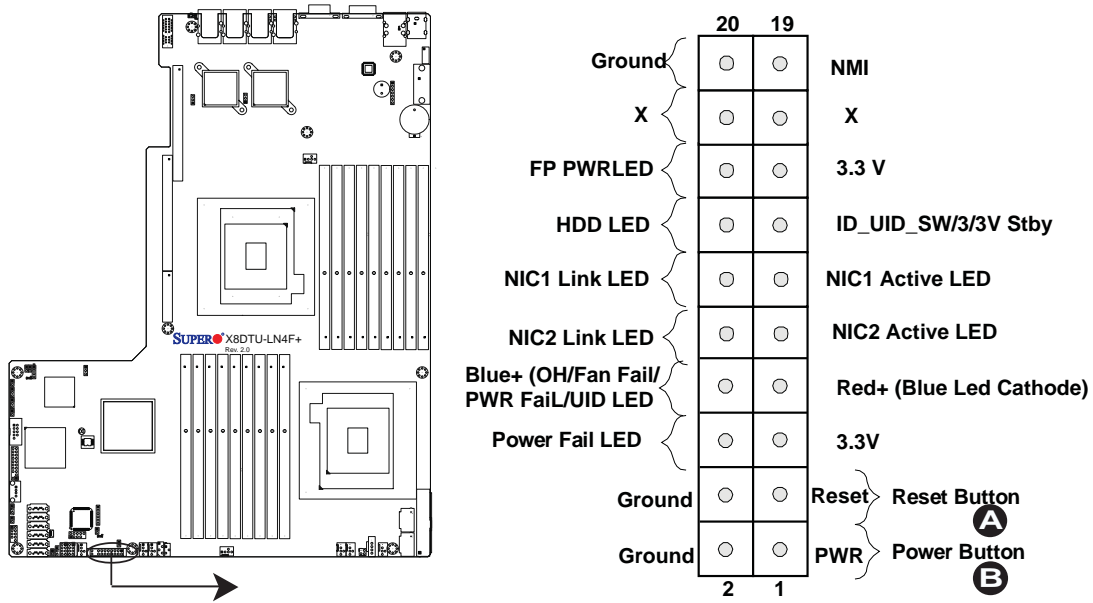 SUPER X8DTU-LN4F+
Rev. 2.0
20 19
Ground NMI
X X
FP PWRLED 3.3 V
HDD LED ID_UID_SW/3/3V Stby
NIC1 Link LED NIC1 Active LED
NIC2 Link LED NIC2 Active LED
Blue+ (OH/Fan Fail/
PWR FaiL/UID LED Red+ (Blue Led Cathode)
Power Fail LED 3.3V
Ground Reset Reset Button
A
Ground PWR Power Button
B
2 1